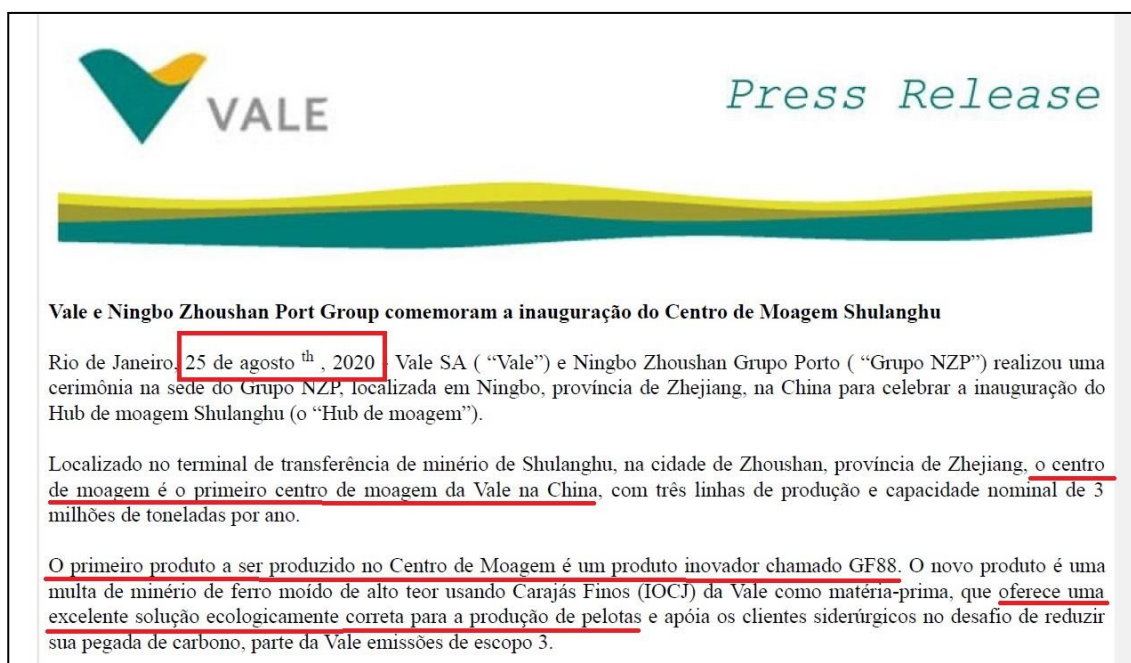 VALE
Press Release
Vale e Ningbo Zhoushan Port Group comemoram a inauguração do Centro de Moagem Shulanghu
Rio de Janeiro, 25 de agosto th , 2020 - Vale SA ( “Vale”) e Ningbo Zhoushan Grupo Porto ( “Grupo NZP”) realizou uma
cerimônia na sede do Grupo NZP, localizada em Ningbo, província de Zhejiang, na China para celebrar a inauguração do
Hub de moagem Shulanghu (o “Hub de moagem”).
Localizado no terminal de transferência de minério de Shulanghu, na cidade de Zhoushan, província de Zhejiang, o centro
de moagem é o primeiro centro de moagem da Vale na China, com três linhas de produção e capacidade nominal de 3
milhões de toneladas por ano.
O primeiro produto a ser produzido no Centro de Moagem é um produto inovador chamado GF88. O novo produto é uma
multa de minério de ferro moído de alto teor usando Carajás Finos (IOCJ) da Vale como matéria-prima, que oferece uma
excelente solução ecologicamente correta para a produção de pelotas e apóia os clientes siderúrgicos no desafio de reduzir
sua pegada de carbono, parte da Vale emissões de escopo 3.